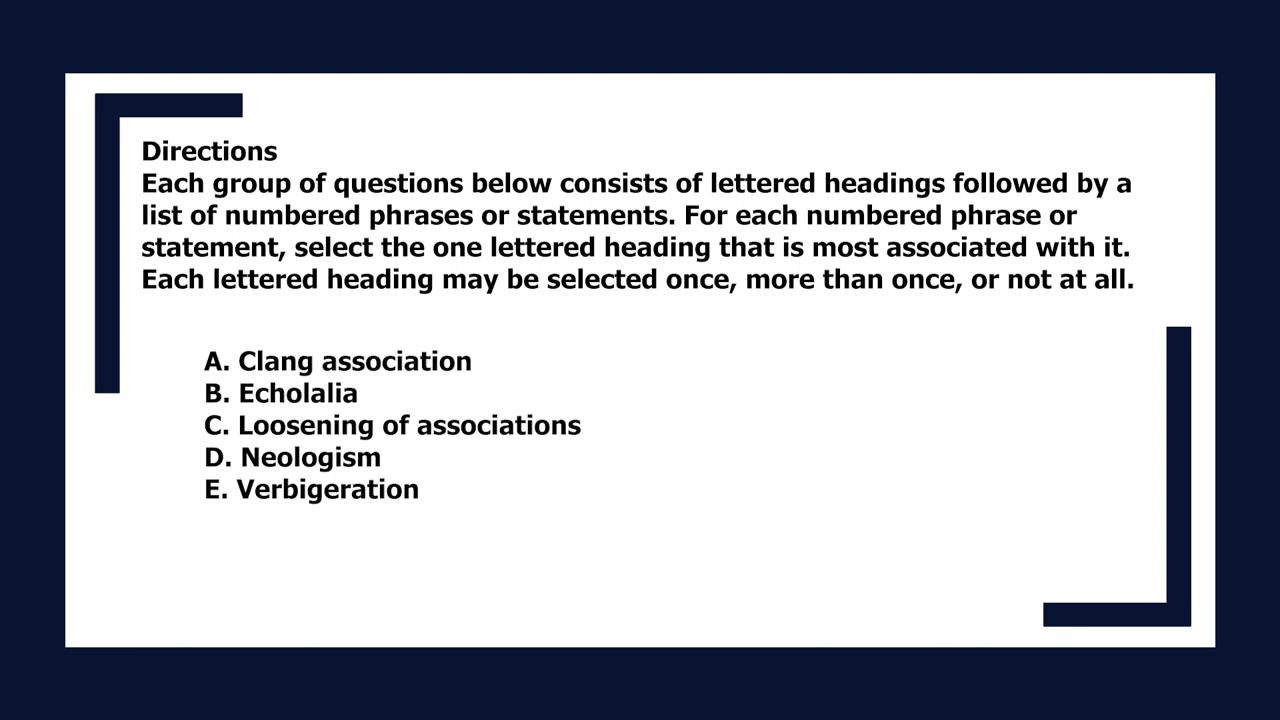 Directions
Each group of questions below consists of lettered headings followed by a
list of numbered phrases or statements. For each numbered phrase or
statement, select the one lettered heading that is most associated with it.
Each lettered heading may be selected once, more than once, or not at all.
A. Clang association
B. Echolalia
C. Loosening of associations
D. Neologism
E. Verbigeration